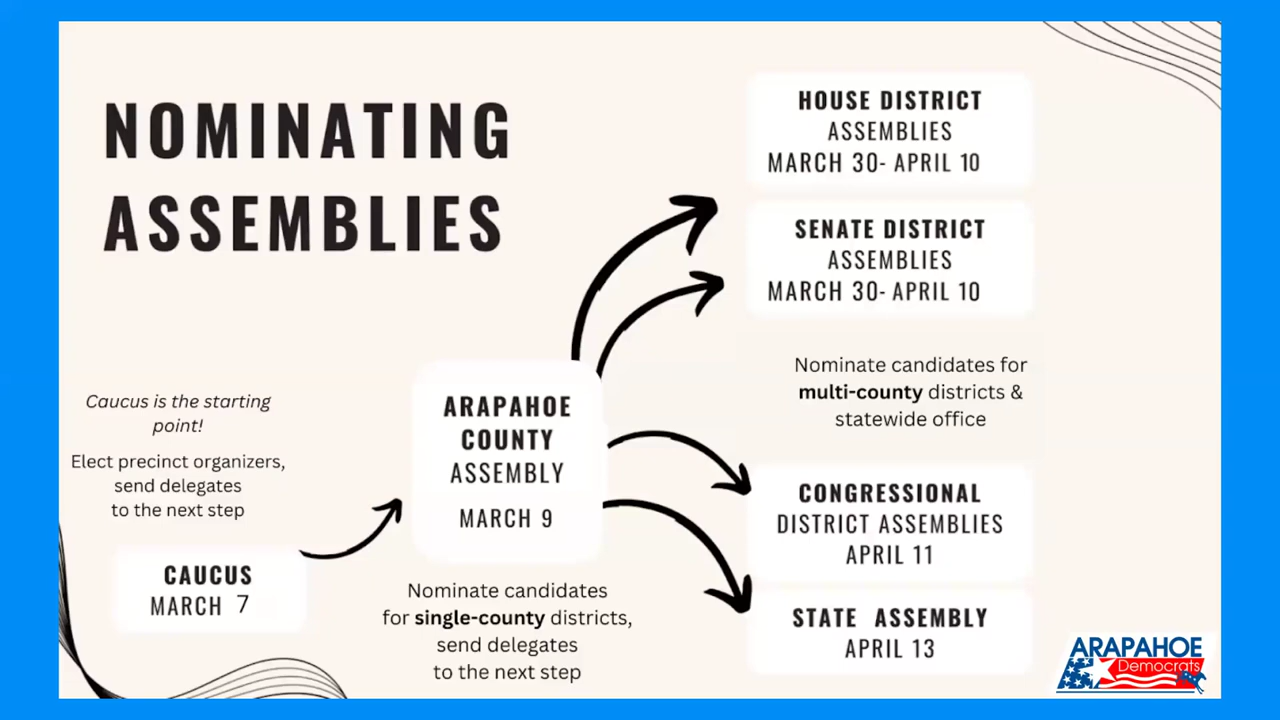 NOMINATING
ASSEMBLIES
Caucus is the starting
point!
Elect precinct organizers,
send delegates
to the next step
CAUCUS
MARCH 7
ARAPAHOE
COUNTY
ASSEMBLY
MARCH 9
Nominate candidates
for single-county districts,
send delegates
to the next step
HOUSE DISTRICT
ASSEMBLIES
MARCH 30- APRIL 10
SENATE DISTRICT
ASSEMBLIES
MARCH 30- APRIL 10
Nominate candidates for
multi-county districts &
statewide office
CONGRESSIONAL
DISTRICT ASSEMBLIES
APRIL 11
STATE ASSEMBLY
APRIL 13
ARAPAHOE
Democrats